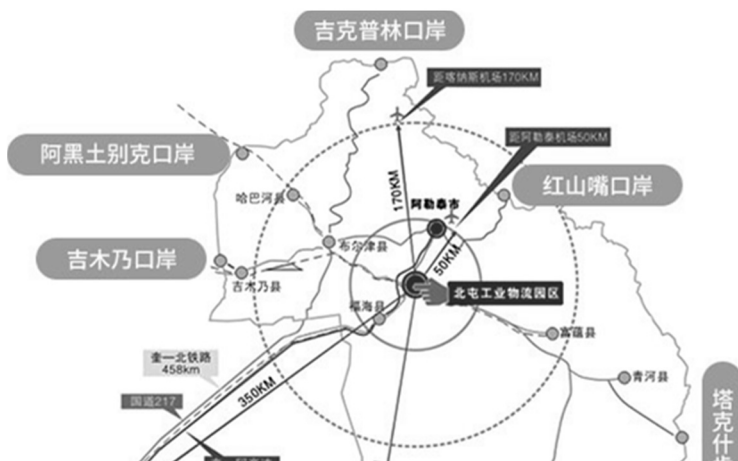 吉克普林口岸
距喀纳斯机场170KM
距阿勒泰机场50KM
阿黑土别克口岸
红山嘴口岸
170KM
阿勒泰市
哈巴河县
吉木乃口岸
布尔津县
50KM
吉木乃县
北屯工业物流园区
福海县
富蕴县
奎—北铁路
458km
350KM
青河县
国道217
塔克什